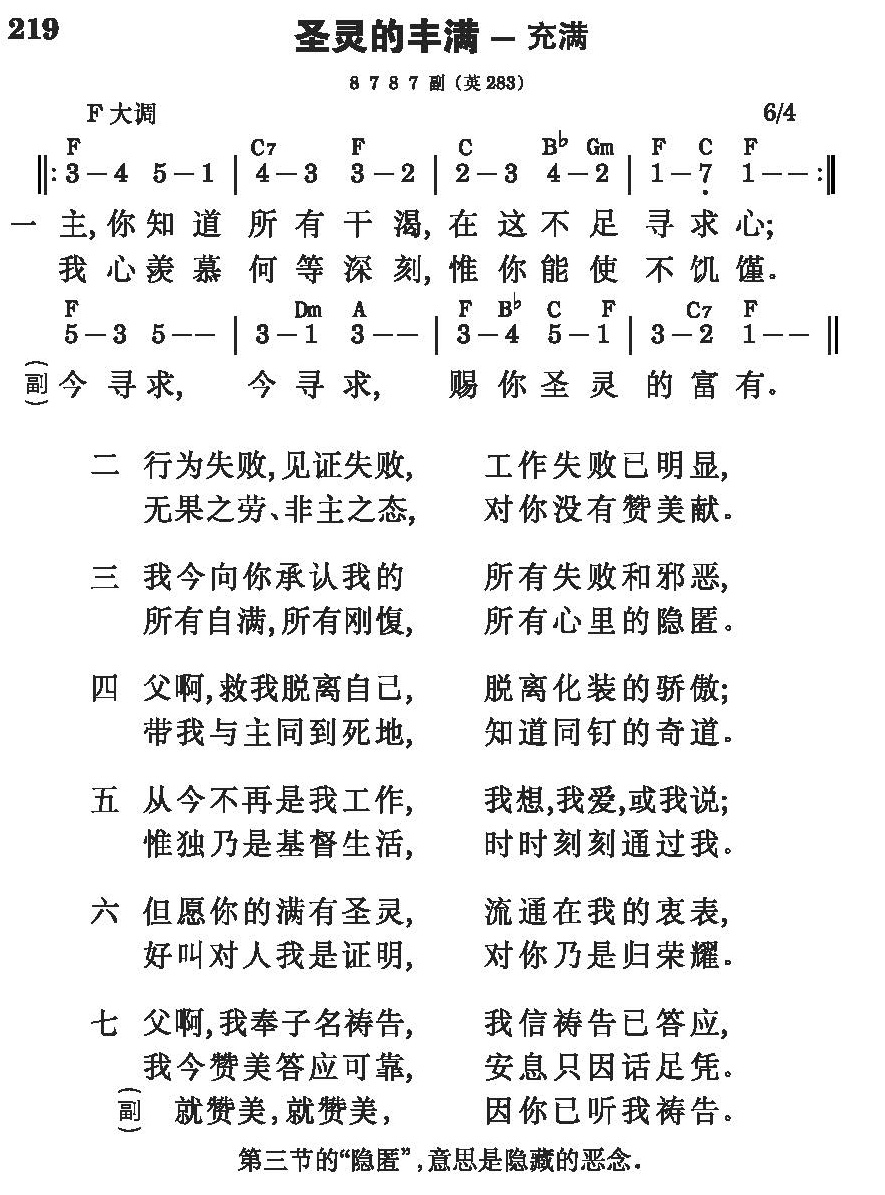 219
圣灵的丰满 — 充满
8 7 8 7 副（英283）
F大调 6/4
F C7 F C B♭ Gm F C F
‖: 3 – 4 5 – 1 | 4 – 3 3 – 2 | 2 – 3 4 – 2 | 1 – 7̣ 1 – – :‖
一 主,你知道所有干渴,在这不足寻求心;
我心羡慕何等深刻,惟你能使不饥馑。
F Dm A F B♭ C F C7 F
5 – 3 5 – – | 3 – 1 3 – – | 3 – 4 5 – 1 | 3 – 2 1 – – ‖
(副) 今寻求, 今寻求, 赐你圣灵的富有。
二 行为失败,见证失败, 工作失败已明显,
无果之劳、非主之态, 对你没有赞美献。
三 我今向你承认我的 所有失败和邪恶,
所有自满,所有刚愎, 所有心里的隐匿。
四 父啊,救我脱离自己, 脱离化装的骄傲;
带我与主同到死地, 知道同钉的奇道。
五 从今不再是我工作, 我想,我爱,或我说;
惟独乃是基督生活, 时时刻刻通过我。
六 但愿你的满有圣灵, 流通在我的衷表,
好叫对人我是证明, 对你乃是归荣耀。
七 父啊,我奉子名祷告, 我信祷告已答应,
我今赞美答应可靠, 安息只因话足凭。
(副) 就赞美,就赞美, 因你已听我祷告。
第三节的“隐匿”,意思是隐藏的恶念.